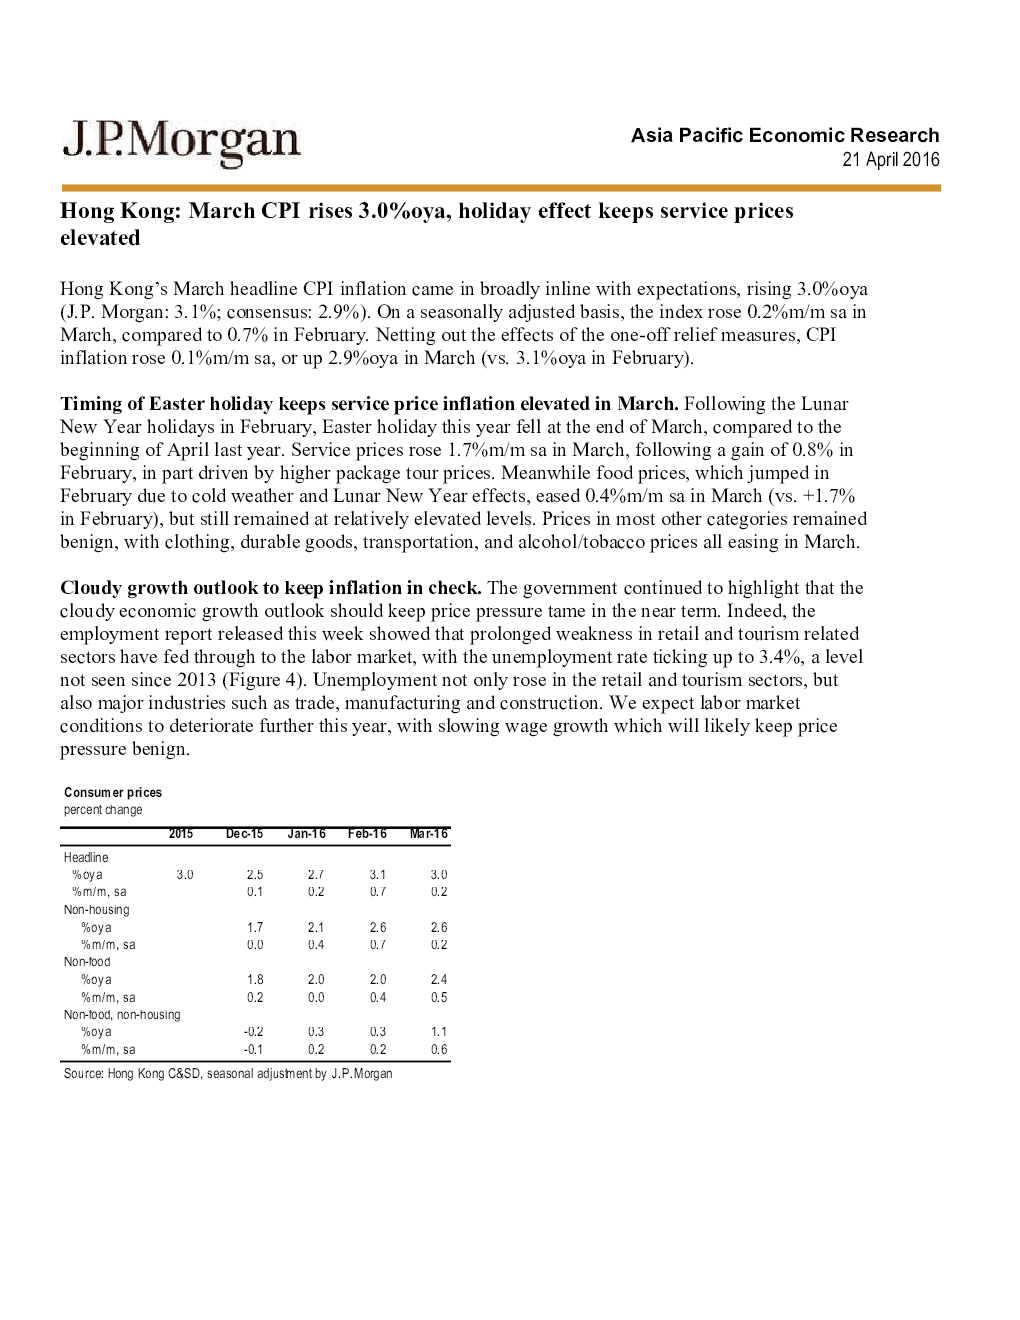 J.P.Morgan
Asia Pacific Economic Research
21 April 2016
Hong Kong: March CPI rises 3.0%oya, holiday effect keeps service prices
elevated
Hong Kong's March headline CPI inflation came in broadly inline with expectations, rising 3.0%oya
(J.P. Morgan: 3.1%; consensus: 2.9%). On a seasonally adjusted basis, the index rose 0.2%m/m sa in
March, compared to 0.7% in February. Netting out the effects of the one-off relief measures, CPI
inflation rose 0.1%m/m sa, or up 2.9%oya in March (vs. 3.1%oya in February).
Timing of Easter holiday keeps service price inflation elevated in March. Following the Lunar
New Year holidays in February, Easter holiday this year fell at the end of March, compared to the
beginning of April last year. Service prices rose 1.7%m/m sa in March, following a gain of 0.8% in
February, in part driven by higher package tour prices. Meanwhile food prices, which jumped in
February due to cold weather and Lunar New Year effects, eased 0.4%m/m sa in March (vs. +1.7%
in February), but still remained at relatively elevated levels. Prices in most other categories remained
benign, with clothing, durable goods, transportation, and alcohol/tobacco prices all easing in March.
Cloudy growth outlook to keep inflation in check. The government continued to highlight that the
cloudy economic growth outlook should keep price pressure tame in the near term. Indeed, the
employment report released this week showed that prolonged weakness in retail and tourism related
sectors have fed through to the labor market, with the unemployment rate ticking up to 3.4%, a level
not seen since 2013 (Figure 4). Unemployment not only rose in the retail and tourism sectors, but
also major industries such as trade, manufacturing and construction. We expect labor market
conditions to deteriorate further this year, with slowing wage growth which will likely keep price
pressure benign.
Consumer prices
percent change
2015 Dec-15 Jan-16 Feb-16 Mar-16
Headline
%oya 3.0 2.5 2.7 3.1 3.0
%m/m, sa 0.1 0.2 0.7 0.2
Non-housing
%oya 1.7 2.1 2.6 2.6
%m/m, sa 0.0 0.4 0.7 0.2
Non-food
%oya 1.8 2.0 2.0 2.4
%m/m, sa 0.2 0.0 0.4 0.5
Non-food, non-housing
%oya -0.2 0.3 0.3 1.1
%m/m, sa -0.1 0.2 0.2 0.6
Source: Hong Kong C&SD, seasonal adjustment by J.P.Morgan